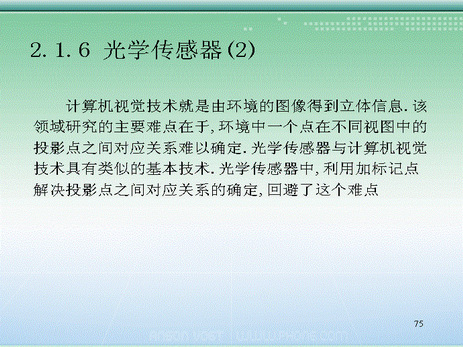 2.1.6 光学传感器(2)
计算机视觉技术就是由环境的图像得到立体信息.该
领域研究的主要难点在于,环境中一个点在不同视图中的
投影点之间对应关系难以确定.光学传感器与计算机视觉
技术具有类似的基本技术.光学传感器中,利用加标记点
解决投影点之间对应关系的确定,回避了这个难点
75